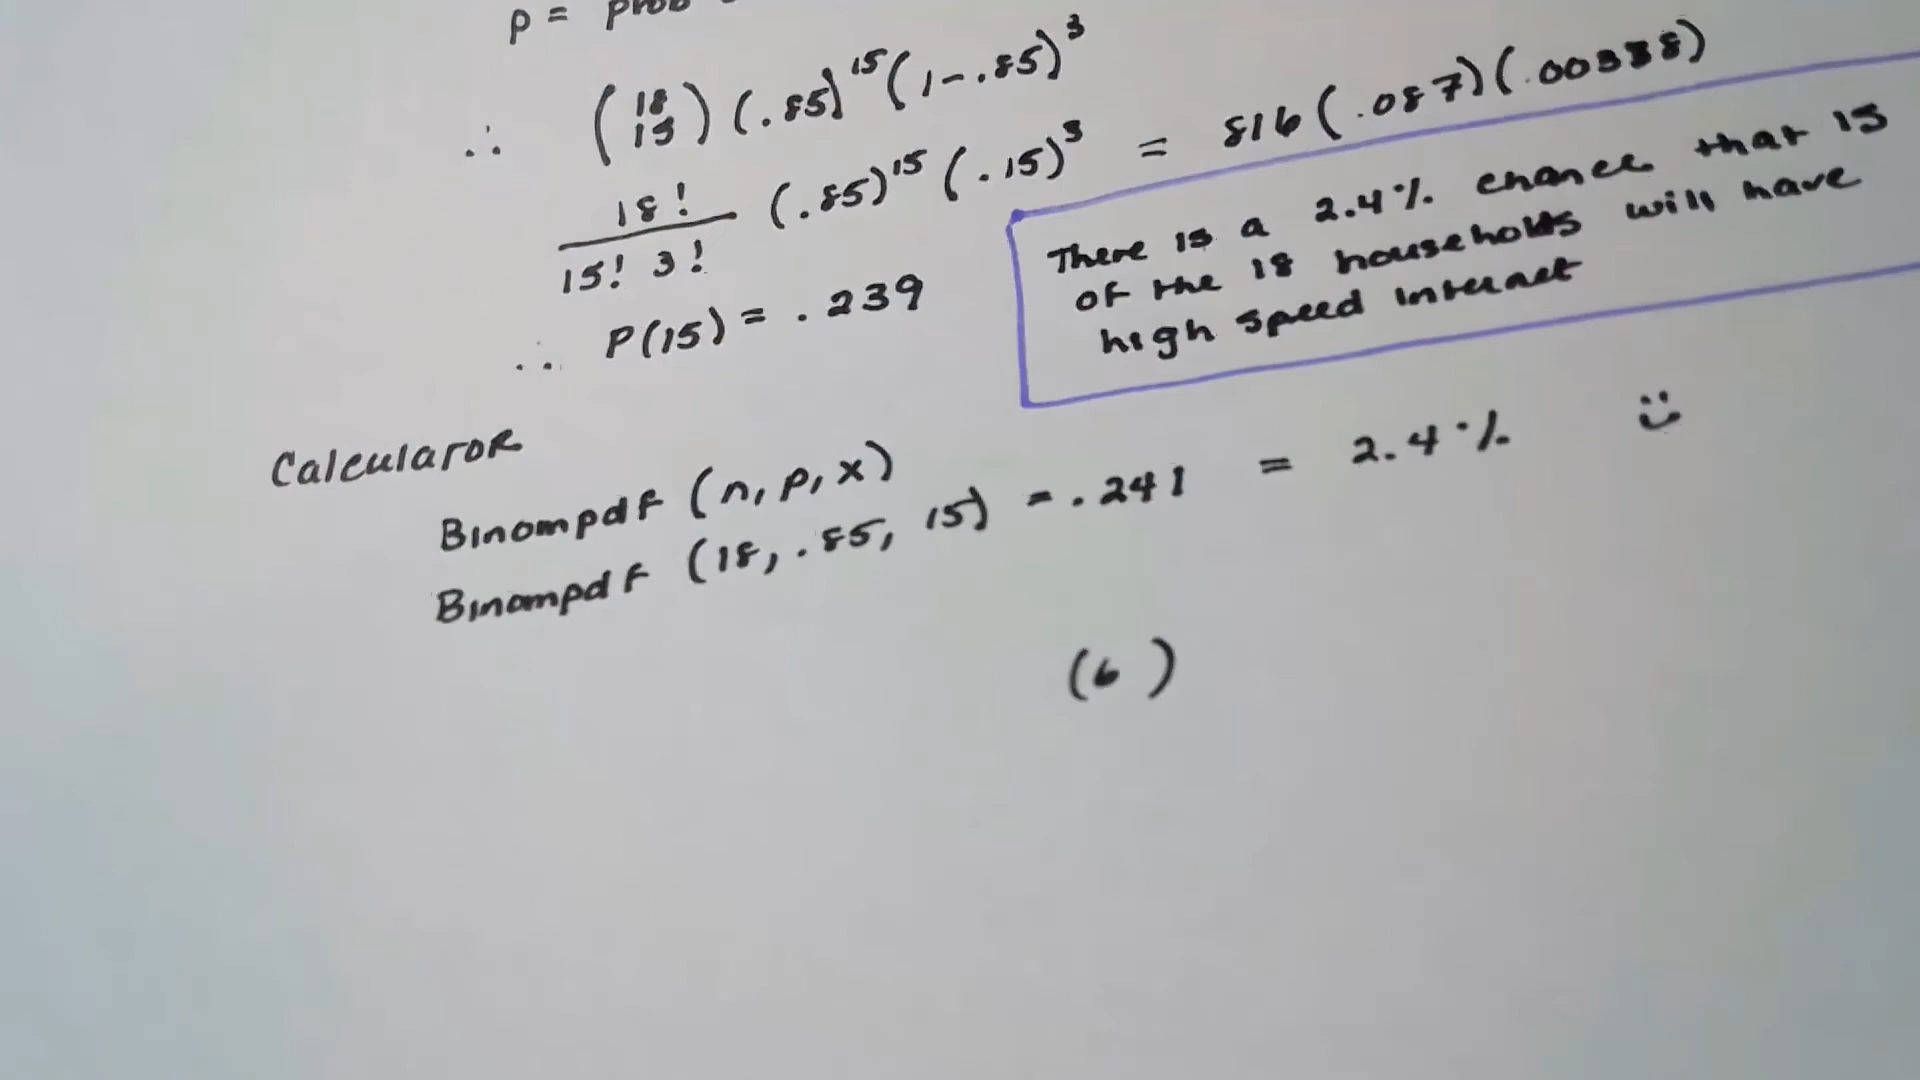 p = prob
∴ (18 15) (.85)^15 (1-.85)^3
18! / 15! 3! (.85)^15 (.15)^3 = 816 (.087)(.00338)
∴ P(15) = .239
There is a 2.4% chance that 15
of the 18 households will have
high speed internet
Calculator
Binompdf (n, p, x)
Binompdf (18, .85, 15) = .241 = 2.4%
(6)